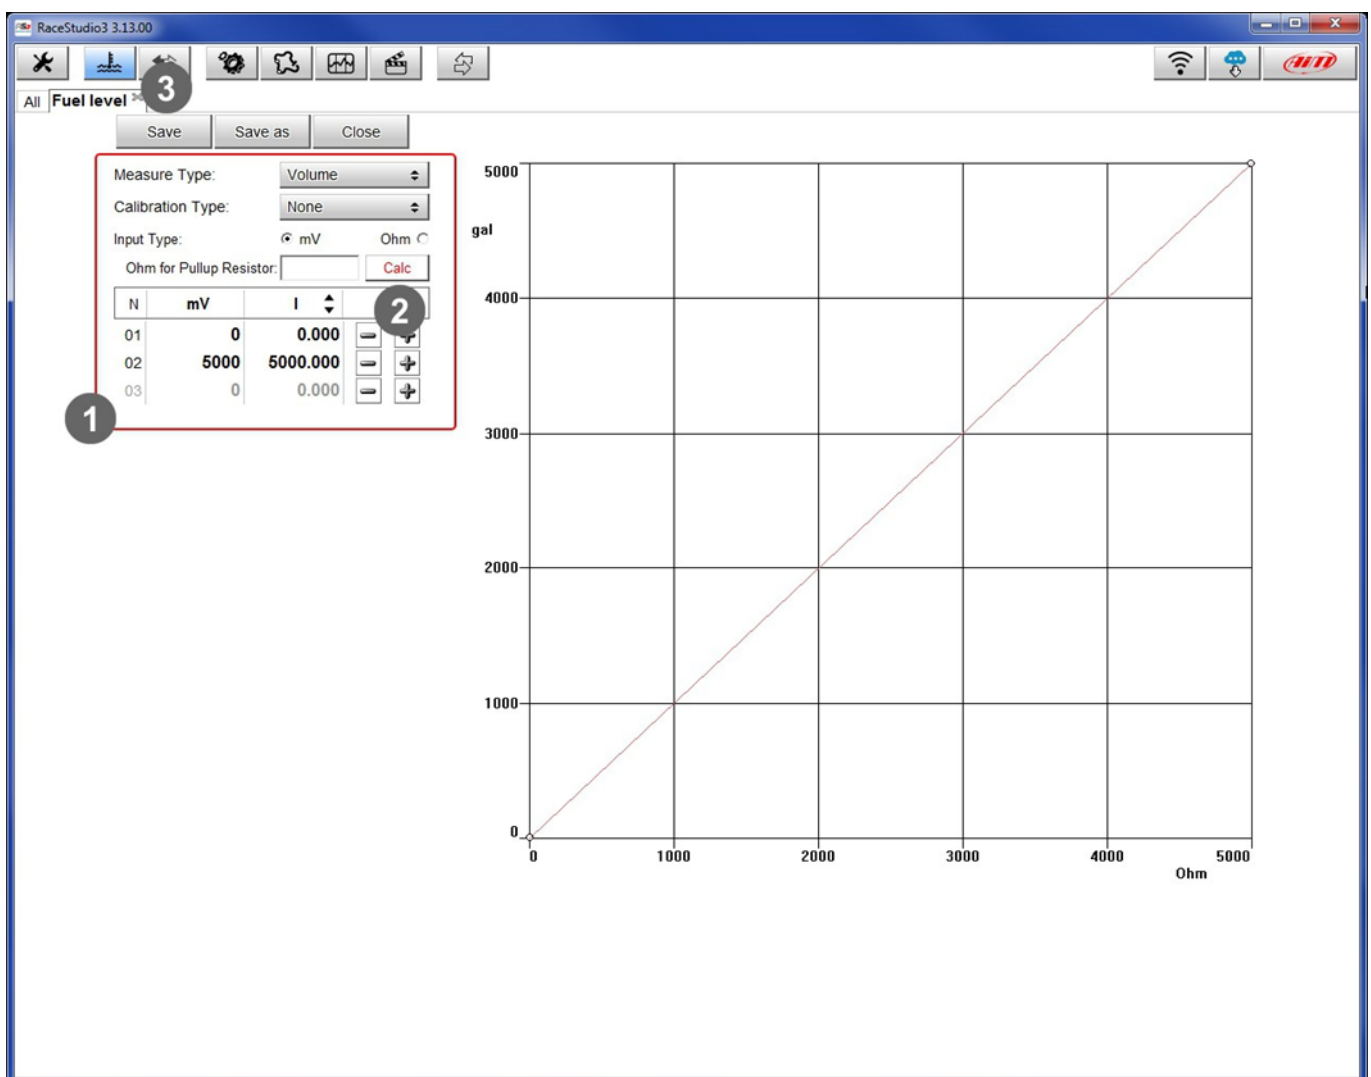 RaceStudio3 3.13.00
AiM
3
All Fuel level
Save Save as Close
Measure Type: Volume
Calibration Type: None
Input Type: mV Ohm
Ohm for Pullup Resistor: Calc
N mV l
2
01 0 0.000
02 5000 5000.000
03 0 0.000
1
5000
gal
4000
3000
2000
1000
0
0 1000 2000 3000 4000 5000
Ohm